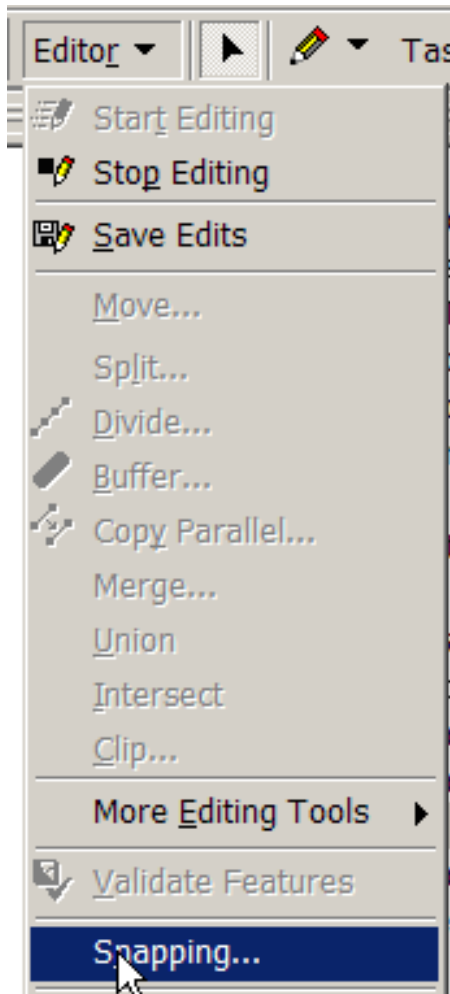 Editor Tas
Start Editing
Stop Editing
Save Edits
Move...
Split...
Divide...
Buffer...
Copy Parallel...
Merge...
Union
Intersect
Clip...
More Editing Tools
Validate Features
Snapping...